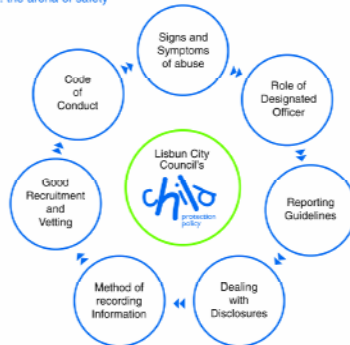 the arena of safety
Signs and
Symptoms
of abuse
Role of
Designated
Officer
Reporting
Guidelines
Dealing
with
Disclosures
Method of
recording
Information
Good
Recruitment
and
Vetting
Code
of
Conduct
Lisbun City
Council's
child
protection
policy